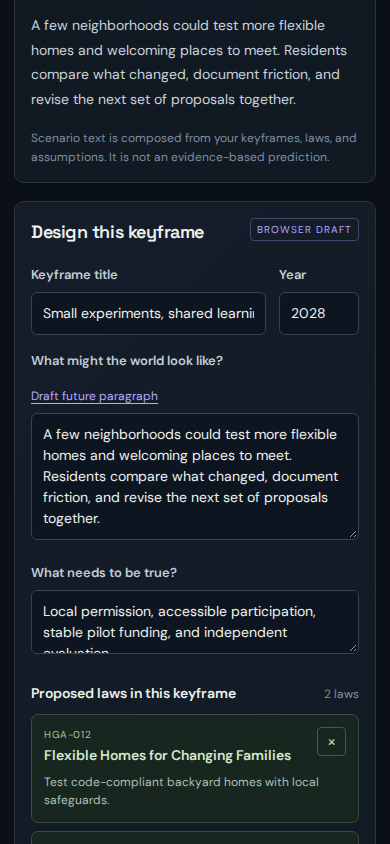 A few neighborhoods could test more flexible
homes and welcoming places to meet. Residents
compare what changed, document friction, and
revise the next set of proposals together.
Scenario text is composed from your keyframes, laws, and
assumptions. It is not an evidence-based prediction.
Design this keyframe
BROWSER DRAFT
Keyframe title
Year
Small experiments, shared learnin
2028
What might the world look like?
Draft future paragraph
A few neighborhoods could test more flexible
homes and welcoming places to meet.
Residents compare what changed, document
friction, and revise the next set of proposals
together.
What needs to be true?
Local permission, accessible participation,
stable pilot funding, and independent
evaluation
Proposed laws in this keyframe
2 laws
HGA-012
×
Flexible Homes for Changing Families
Test code-compliant backyard homes with local
safeguards.